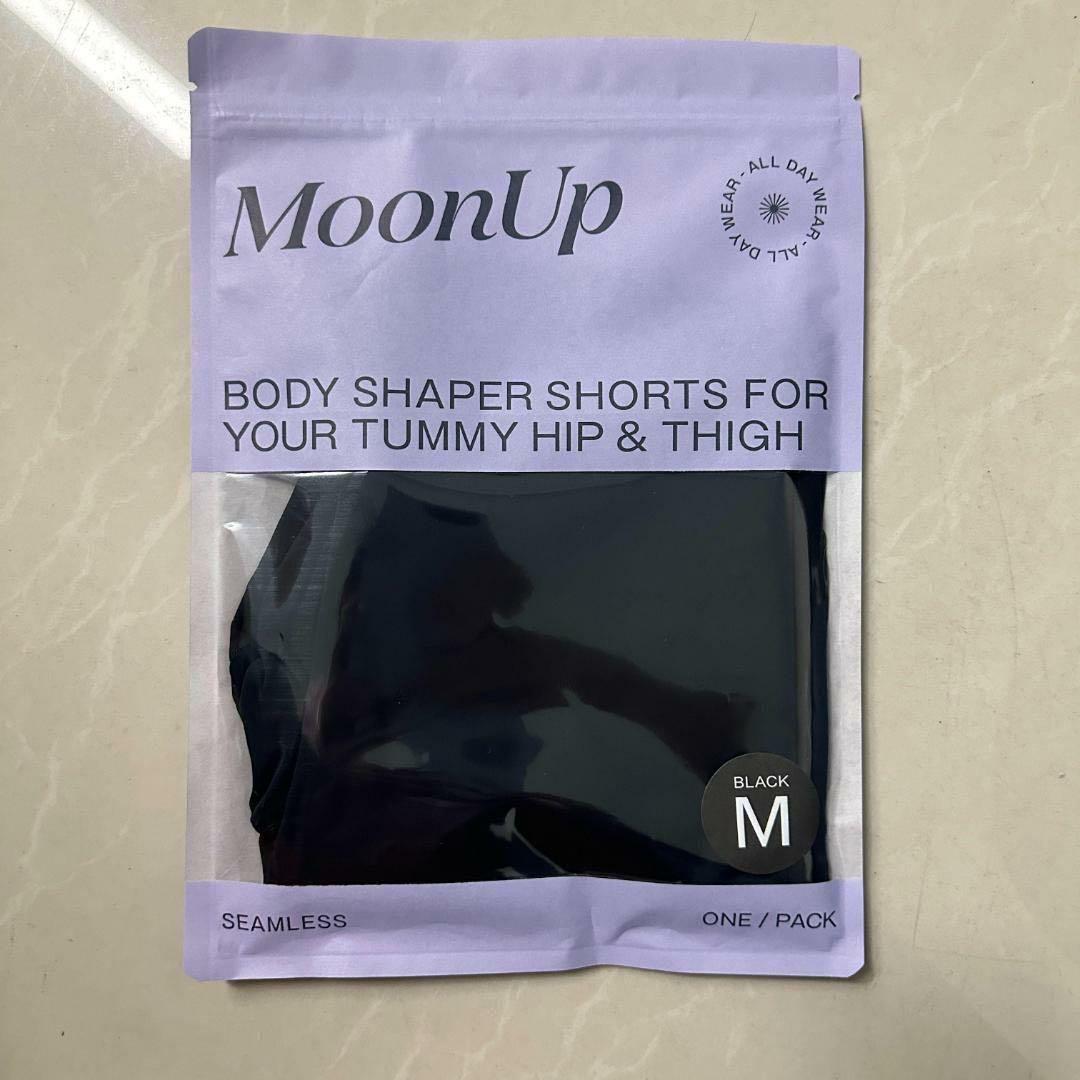 MoonUp
ALL DAY WEAR - ALL DAY WEAR -
BODY SHAPER SHORTS FOR
YOUR TUMMY HIP & THIGH
BLACK
M
SEAMLESS
ONE / PACK